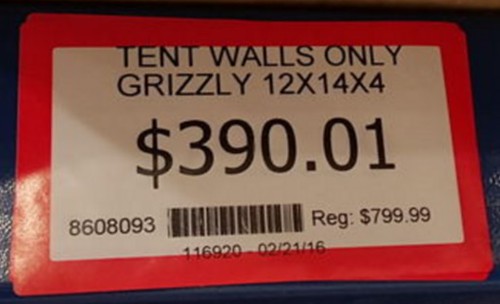 TENT WALLS ONLY
GRIZZLY 12X14X4
$390.01
8608093 Reg: $799.99
116920 - 02/21/16